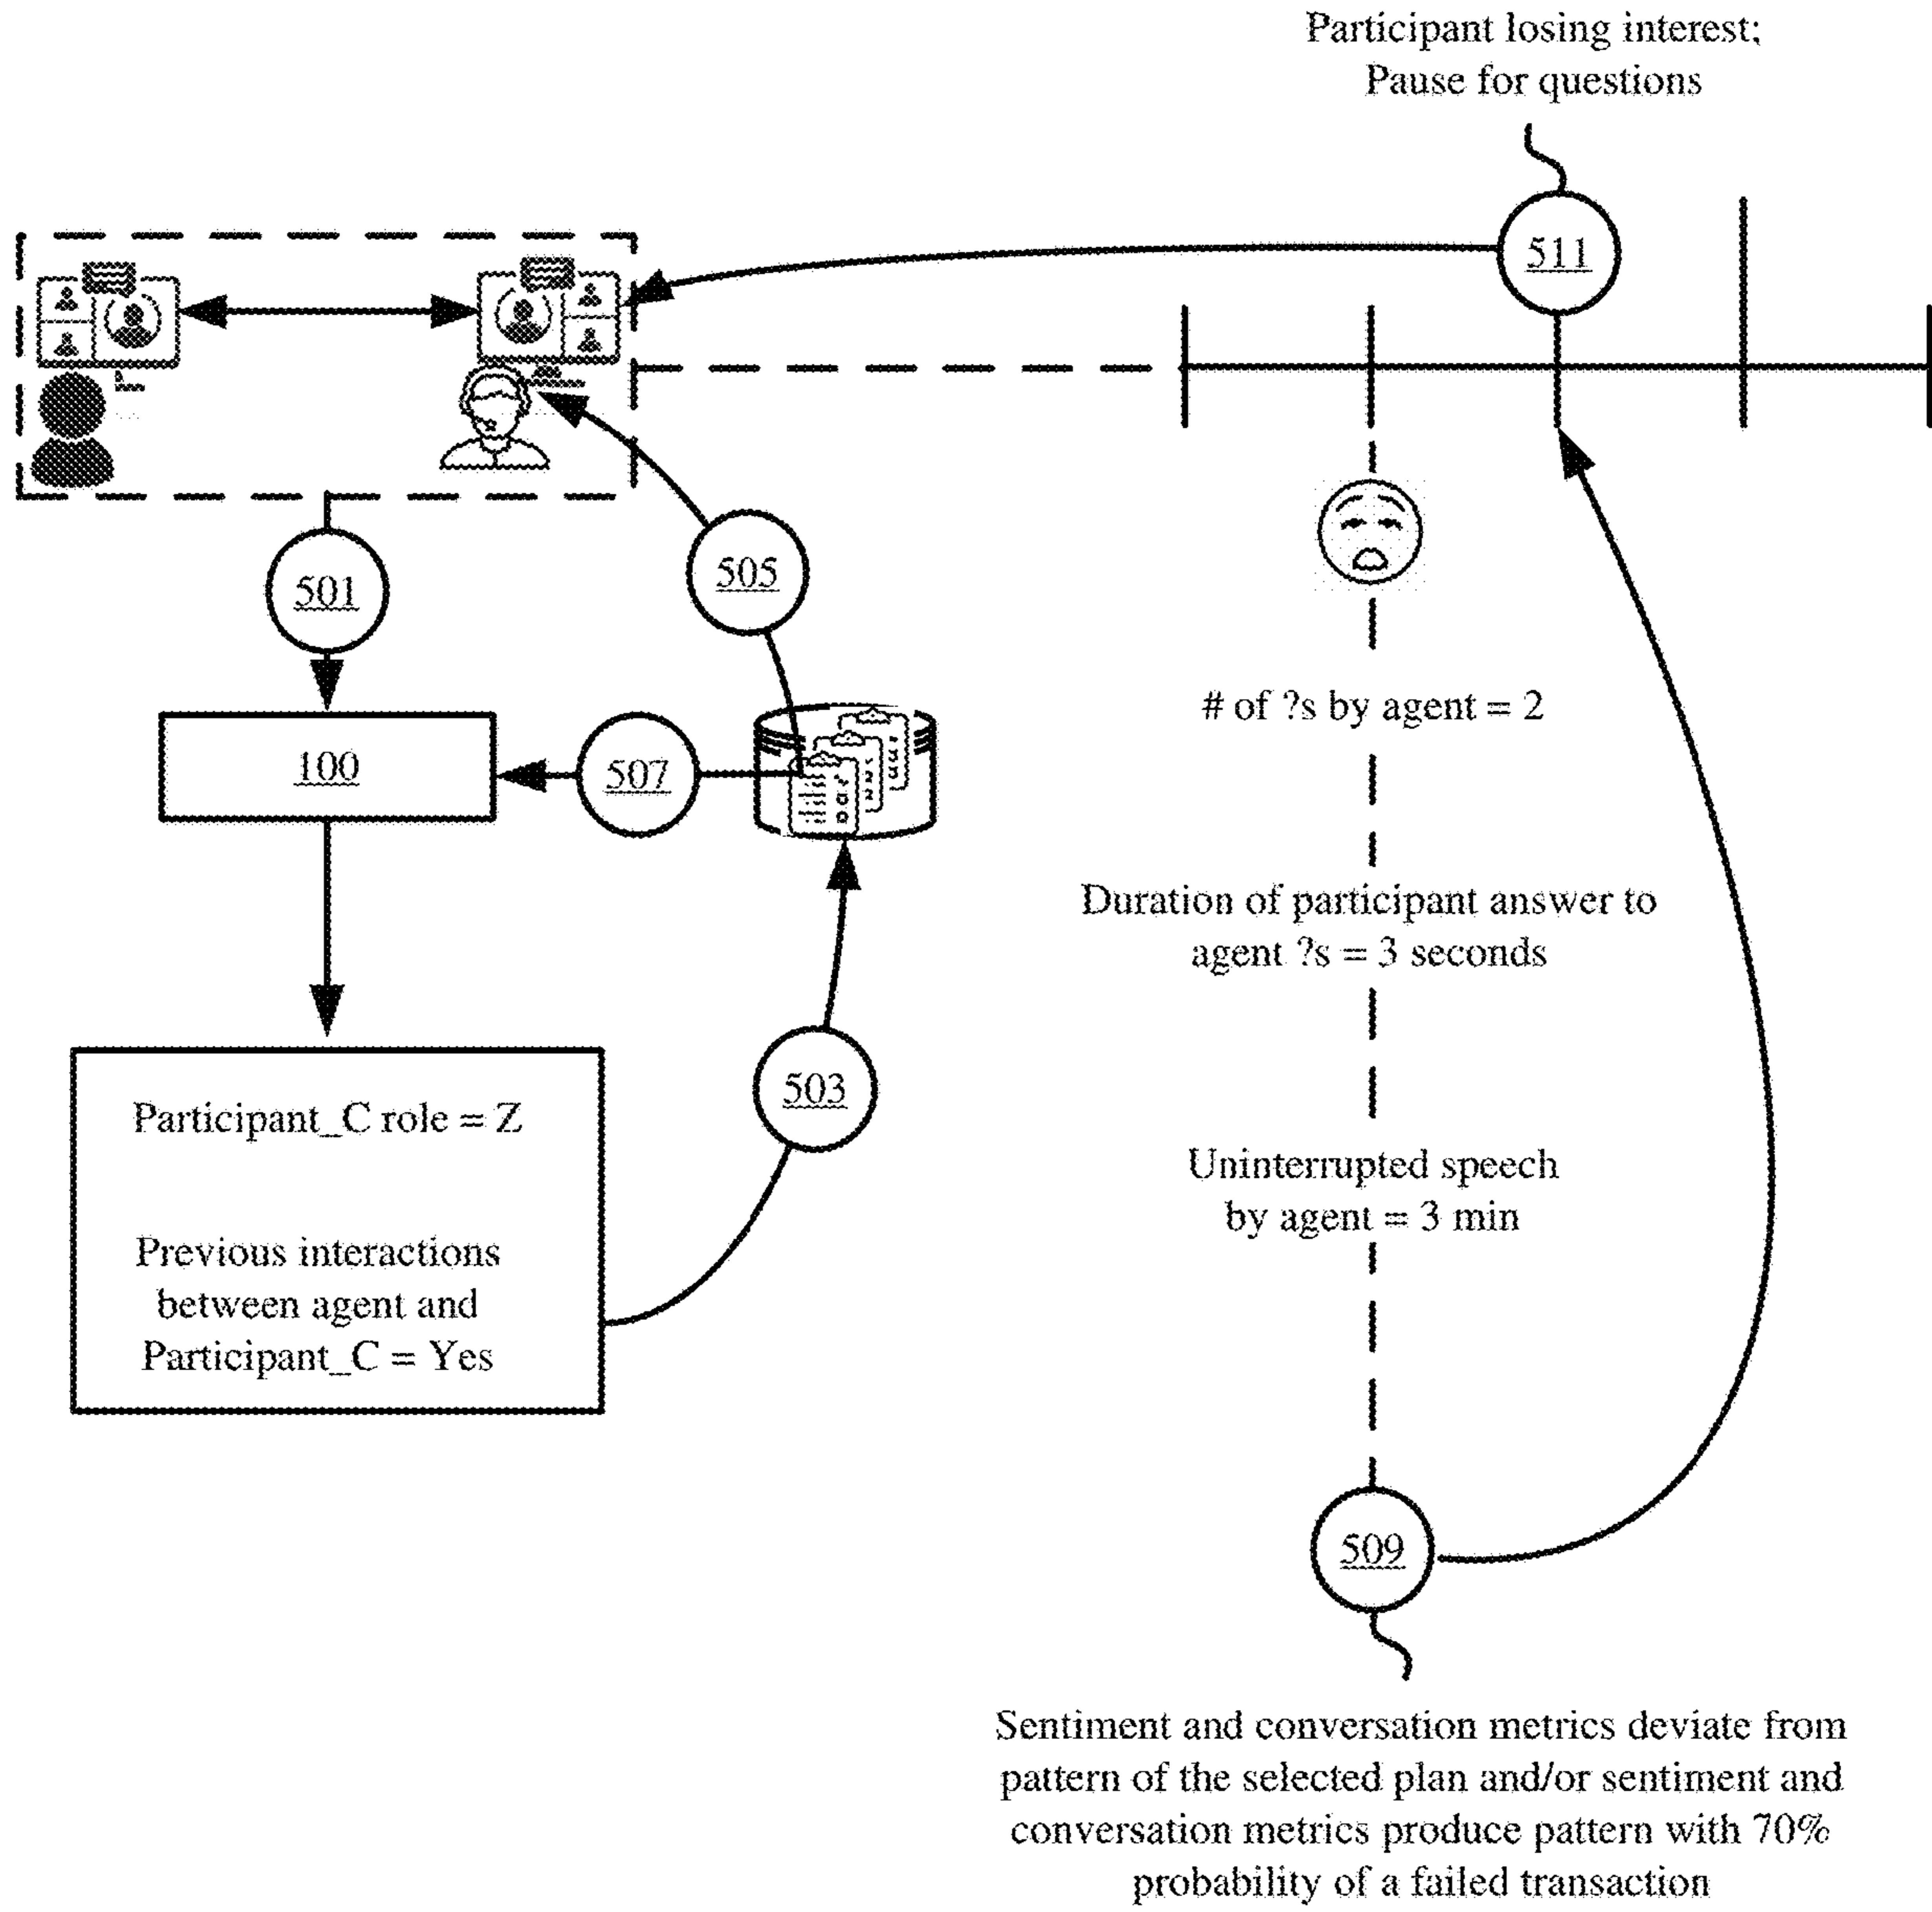 Participant losing interest;
Pause for questions
511
501
505
# of ?s by agent = 2
100
507
Duration of participant answer to
agent ?s = 3 seconds
503
Participant_C role = Z
Uninterrupted speech
by agent = 3 min
Previous interactions
between agent and
Participant_C = Yes
509
Sentiment and conversation metrics deviate from
pattern of the selected plan and/or sentiment and
conversation metrics produce pattern with 70%
probability of a failed transaction